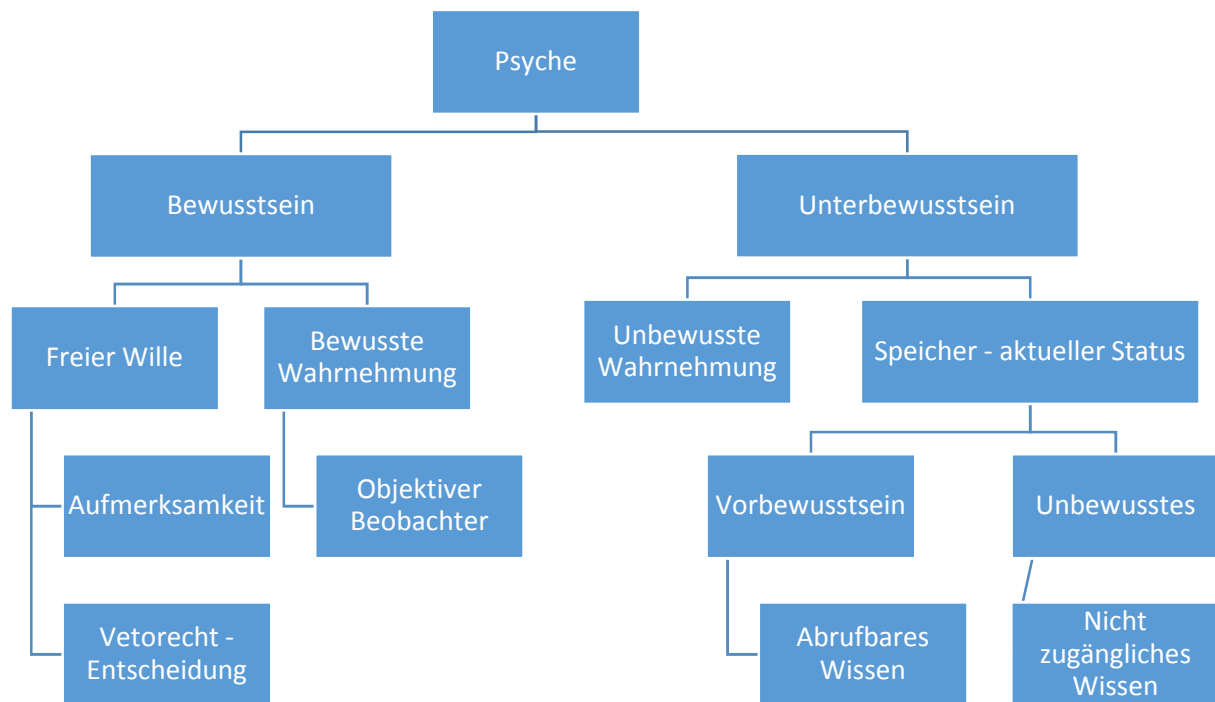 Psyche
Bewusstsein
Unterbewusstsein
Freier Wille
Bewusste
Wahrnehmung
Unbewusste
Wahrnehmung
Speicher - aktueller Status
Aufmerksamkeit
Objektiver
Beobachter
Vorbewusstsein
Unbewusstes
Vetorecht -
Entscheidung
Abrufbares
Wissen
Nicht
zugängliches
Wissen